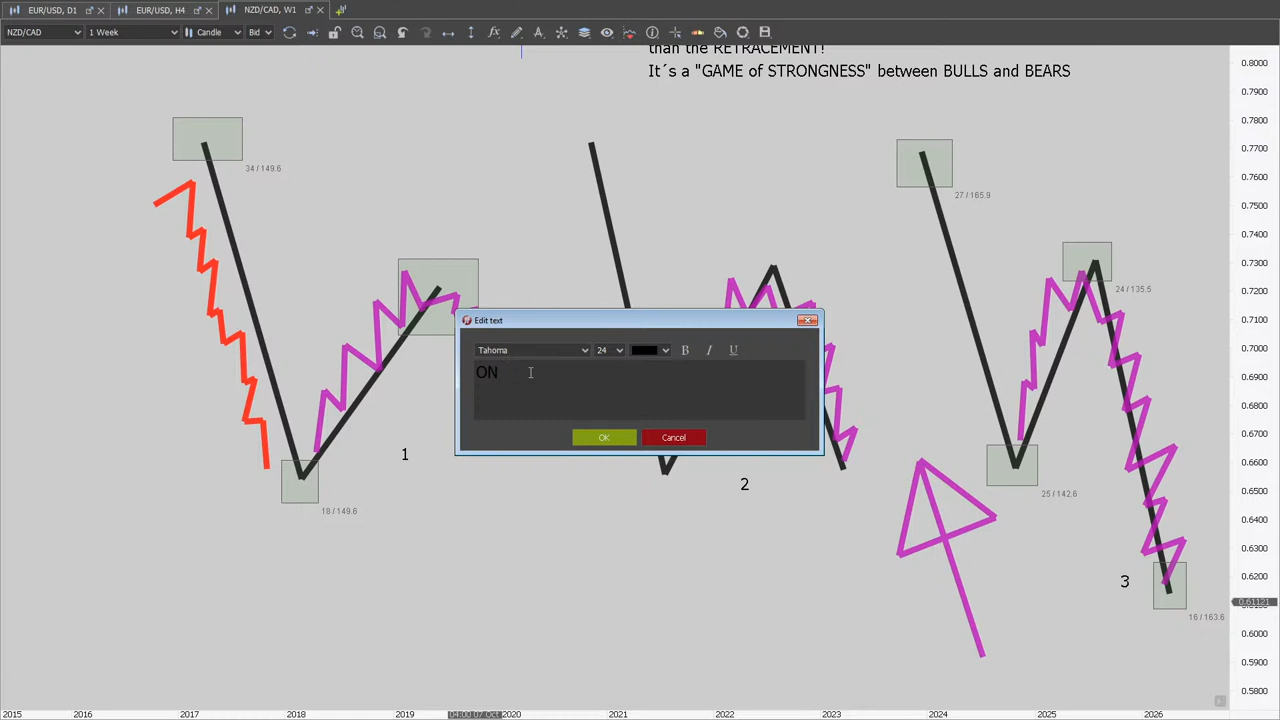 EUR/USD, D1
EUR/USD, H4
NZD/CAD, W1
NZD/CAD
1 Week
Candle
Bid
than the RETRACEMENT!
It´s a "GAME of STRONGNESS" between BULLS and BEARS
0.8000
0.7900
0.7800
0.7700
0.7600
0.7500
0.7400
0.7300
0.7200
0.7100
0.7000
0.6900
0.6800
0.6700
0.6600
0.6500
0.6400
0.6300
0.6200
0.61121
0.6000
0.5900
0.5800
34 / 149.6
27 / 165.9
24 / 135.5
Edit text
Tahoma
24
B I U
ON
OK
Cancel
1
2
18 / 149.6
25 / 142.6
3
16 / 163.6
2015
2016
2017
2018
2019
04:00 07 Oct
2020
2021
2022
2023
2024
2025
2026